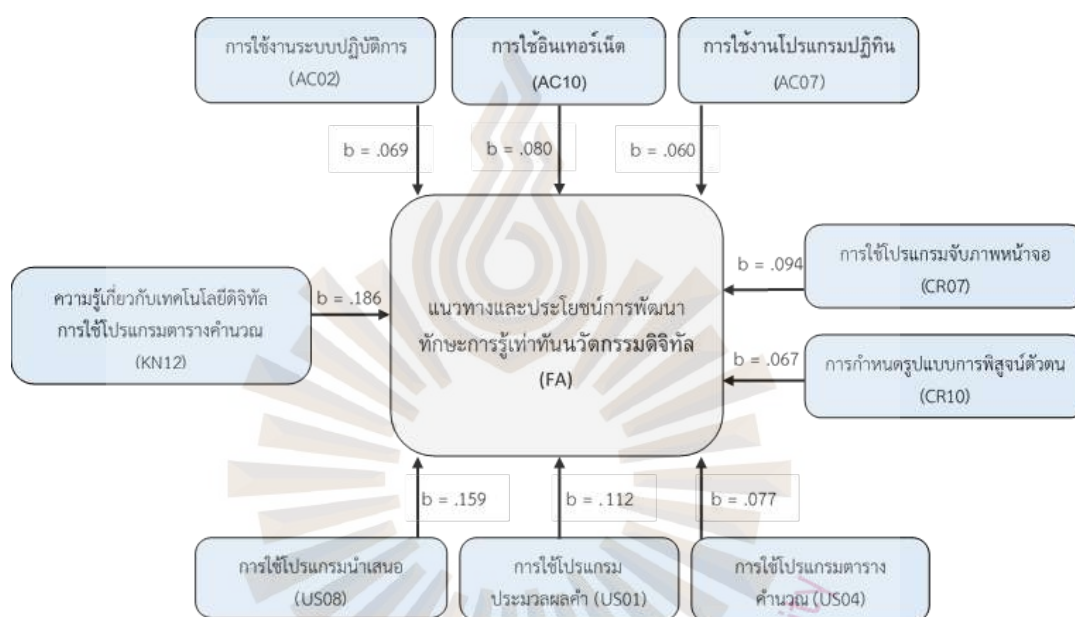 การใช้งานระบบปฏิบัติการ
(AC02)
การใช้อินเทอร์เน็ต
(AC10)
การใช้งานโปรแกรมปฏิทิน
(AC07)
b = .069
b = .080
b = .060
ความรู้เกี่ยวกับเทคโนโลยีดิจิทัล
การใช้โปรแกรมตารางคำนวณ
(KN12)
b = .186
แนวทางและประโยชน์การพัฒนา
ทักษะการรู้เท่าทันนวัตกรรมดิจิทัล
(FA)
b = .094
การใช้โปรแกรมจับภาพหน้าจอ
(CR07)
b = .067
การกำหนดรูปแบบการพิสูจน์ตัวตน
(CR10)
b = .159
b = .112
b = .077
การใช้โปรแกรมนำเสนอ
(US08)
การใช้โปรแกรม
ประมวลผลคำ (US01)
การใช้โปรแกรมตาราง
คำนวณ (US04)